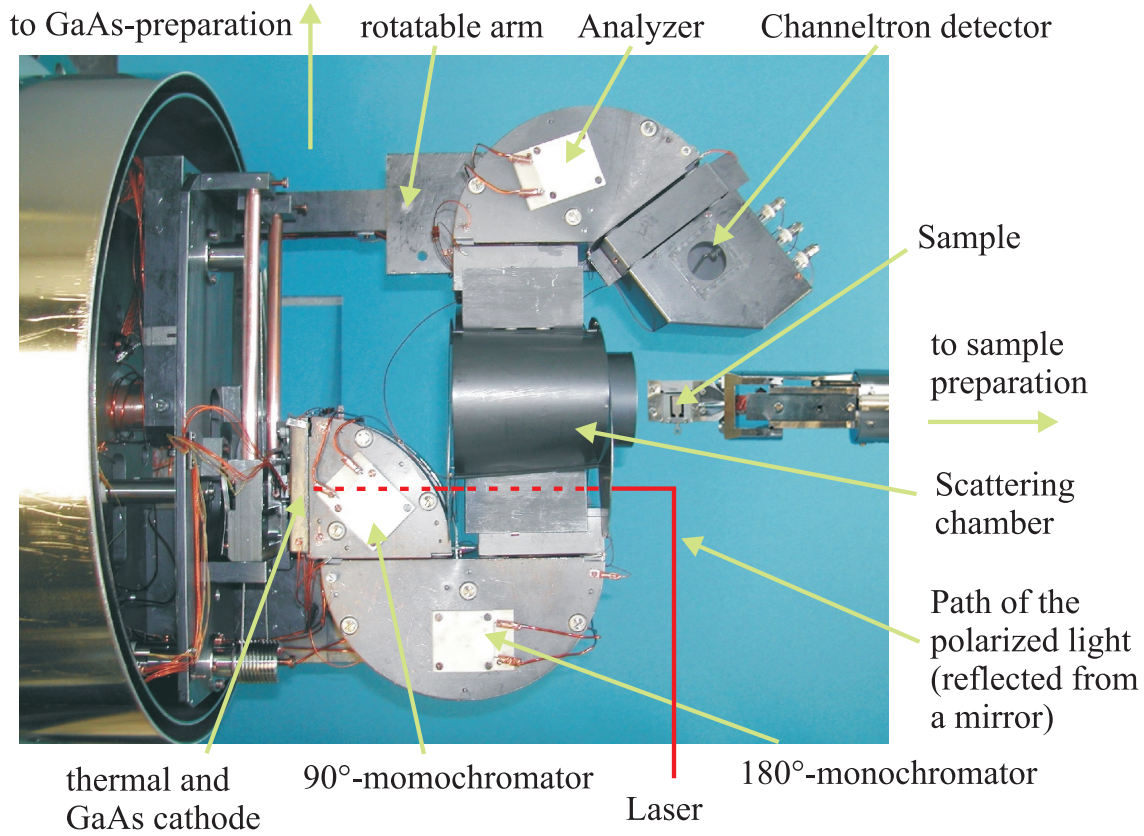 to GaAs-preparation
rotatable arm
Analyzer
Channeltron detector
Sample
to sample
preparation
Scattering
chamber
Path of the
polarized light
(reflected from
a mirror)
thermal and
GaAs cathode
90°-momochromator
Laser
180°-monochromator